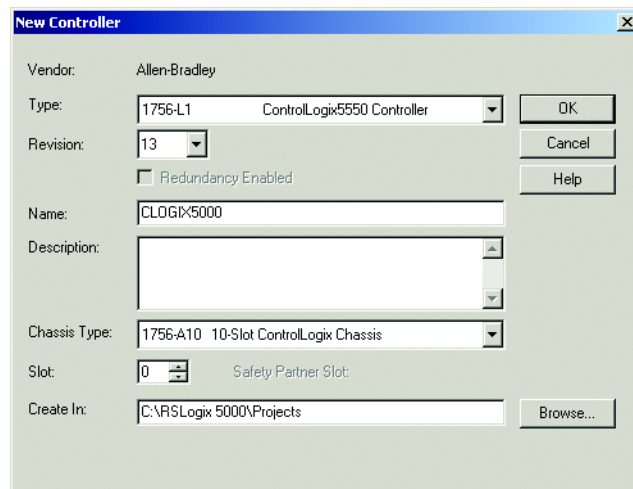 New Controller
Vendor: Allen-Bradley
Type: 1756-L1 ControlLogix5550 Controller
OK
Revision: 13
Cancel
Redundancy Enabled
Help
Name: CLOGIX5000
Description:
Chassis Type: 1756-A10 10-Slot ControlLogix Chassis
Slot: 0 Safety Partner Slot:
Create In: C:\RSLogix 5000\Projects
Browse...